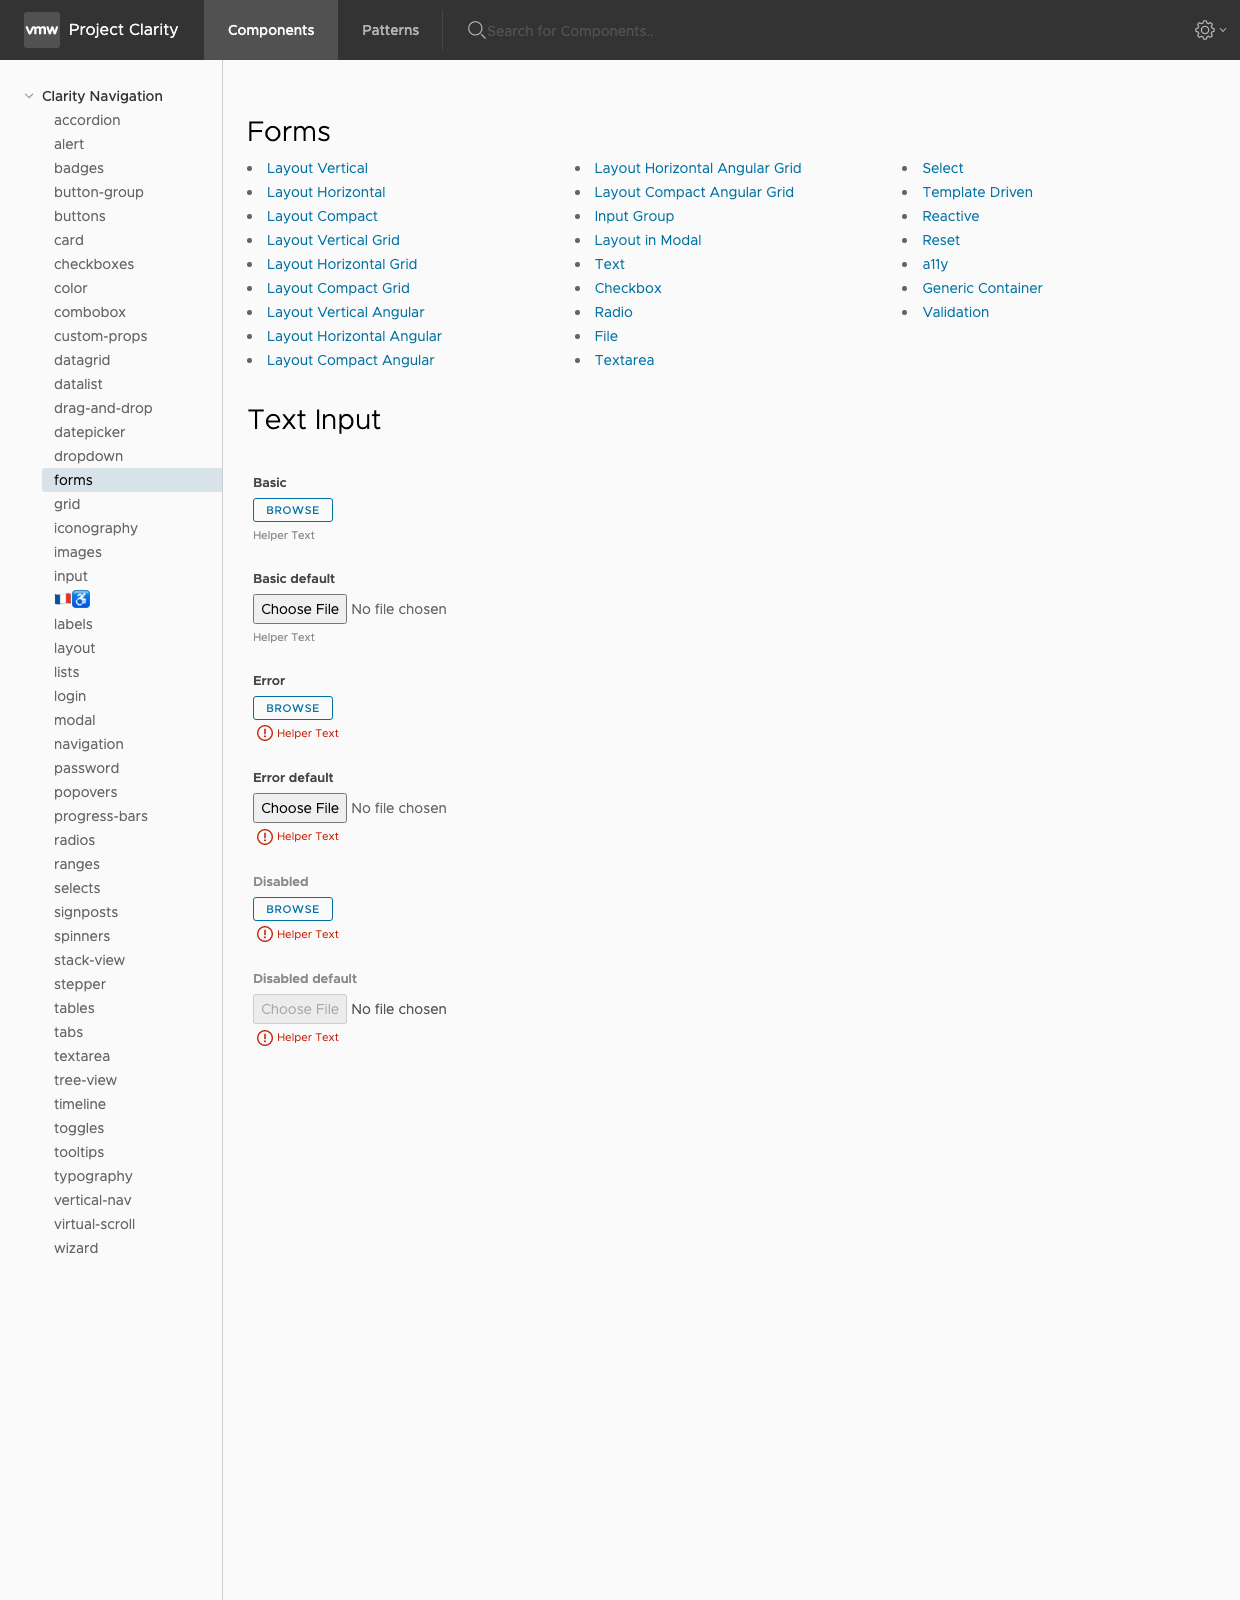 vmw Project Clarity Components Patterns Search for Components..
Clarity Navigation
accordion
alert
badges
button-group
buttons
card
checkboxes
color
combobox
custom-props
datagrid
datalist
drag-and-drop
datepicker
dropdown
forms
grid
iconography
images
input
🇫🇷♿
labels
layout
lists
login
modal
navigation
password
popovers
progress-bars
radios
ranges
selects
signposts
spinners
stack-view
stepper
tables
tabs
textarea
tree-view
timeline
toggles
tooltips
typography
vertical-nav
virtual-scroll
wizard
Forms
Layout Vertical
Layout Horizontal
Layout Compact
Layout Vertical Grid
Layout Horizontal Grid
Layout Compact Grid
Layout Vertical Angular
Layout Horizontal Angular
Layout Compact Angular
Layout Horizontal Angular Grid
Layout Compact Angular Grid
Input Group
Layout in Modal
Text
Checkbox
Radio
File
Textarea
Select
Template Driven
Reactive
Reset
a11y
Generic Container
Validation
Text Input
Basic
BROWSE
Helper Text
Basic default
Choose File No file chosen
Helper Text
Error
BROWSE
Helper Text
Error default
Choose File No file chosen
Helper Text
Disabled
BROWSE
Helper Text
Disabled default
Choose File No file chosen
Helper Text